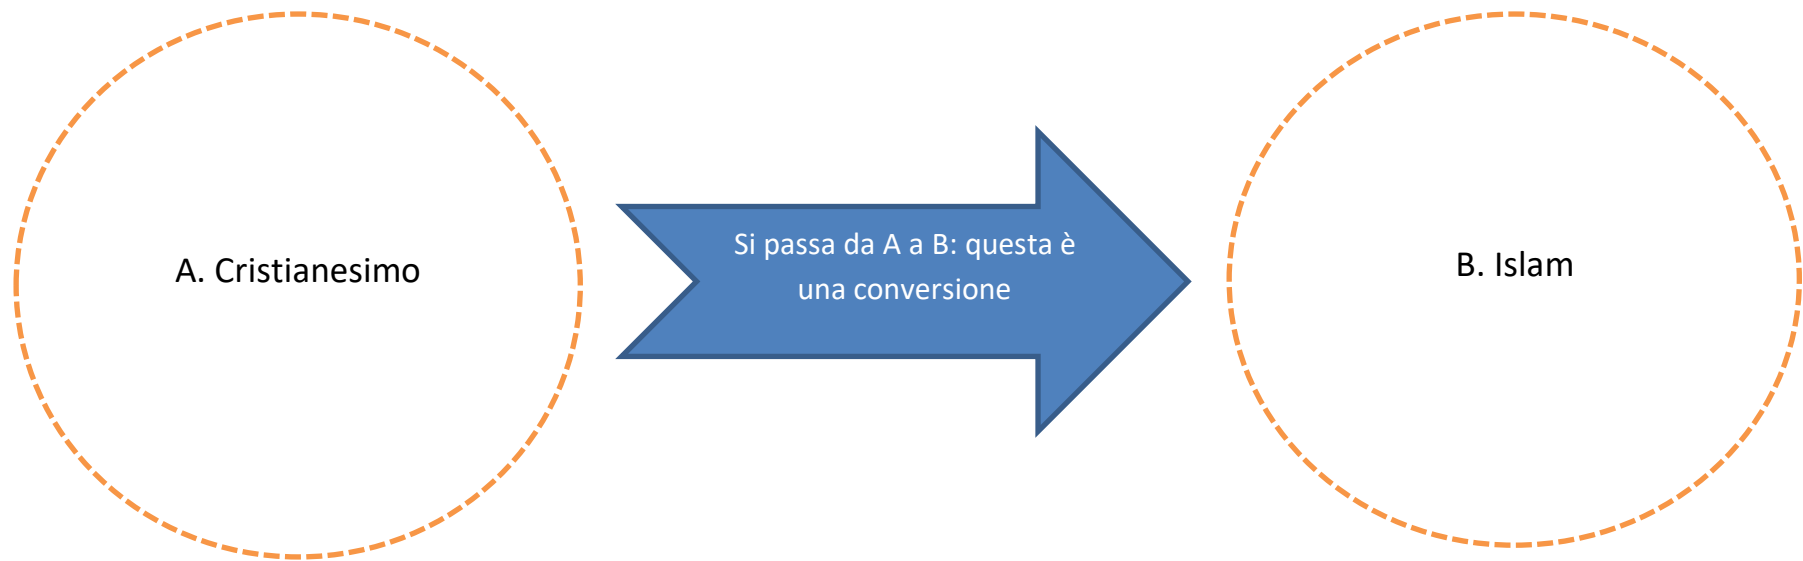 A. Cristianesimo
Si passa da A a B: questa è
una conversione
B. Islam